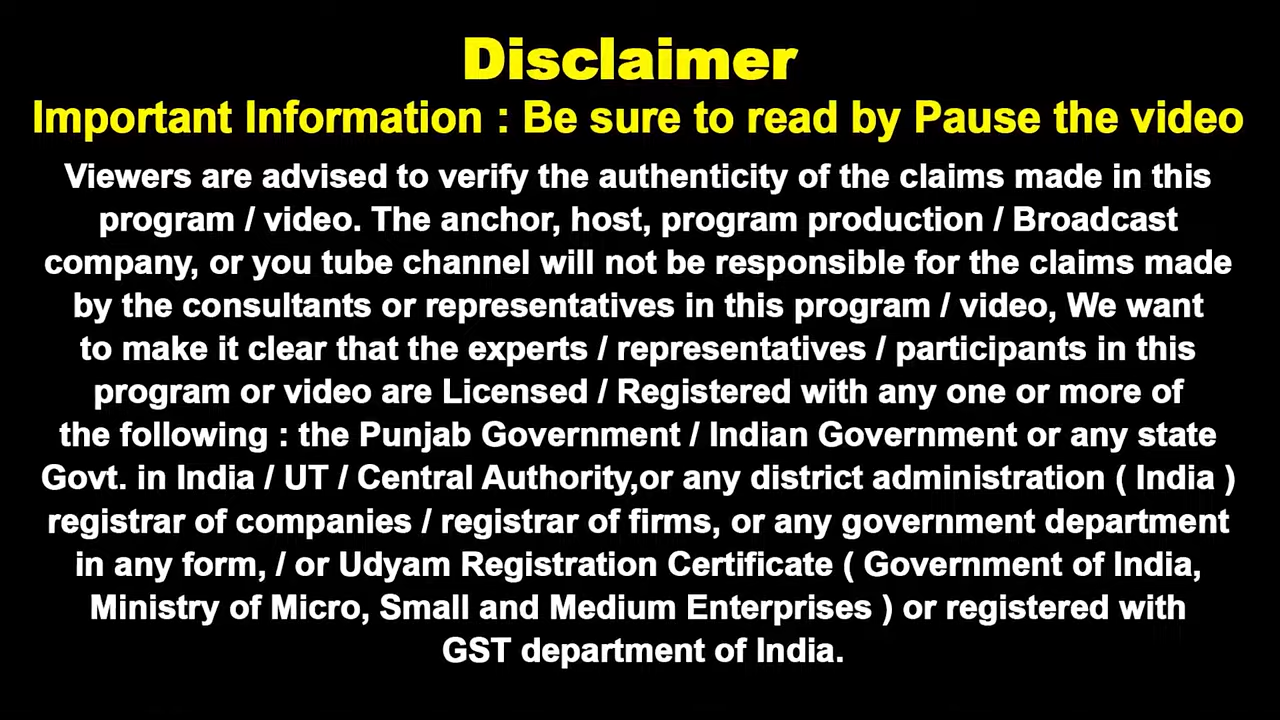 Disclaimer
Important Information : Be sure to read by Pause the video
Viewers are advised to verify the authenticity of the claims made in this
program / video. The anchor, host, program production / Broadcast
company, or you tube channel will not be responsible for the claims made
by the consultants or representatives in this program / video, We want
to make it clear that the experts / representatives / participants in this
program or video are Licensed / Registered with any one or more of
the following : the Punjab Government / Indian Government or any state
Govt. in India / UT / Central Authority,or any district administration ( India )
registrar of companies / registrar of firms, or any government department
in any form, / or Udyam Registration Certificate ( Government of India,
Ministry of Micro, Small and Medium Enterprises ) or registered with
GST department of India.